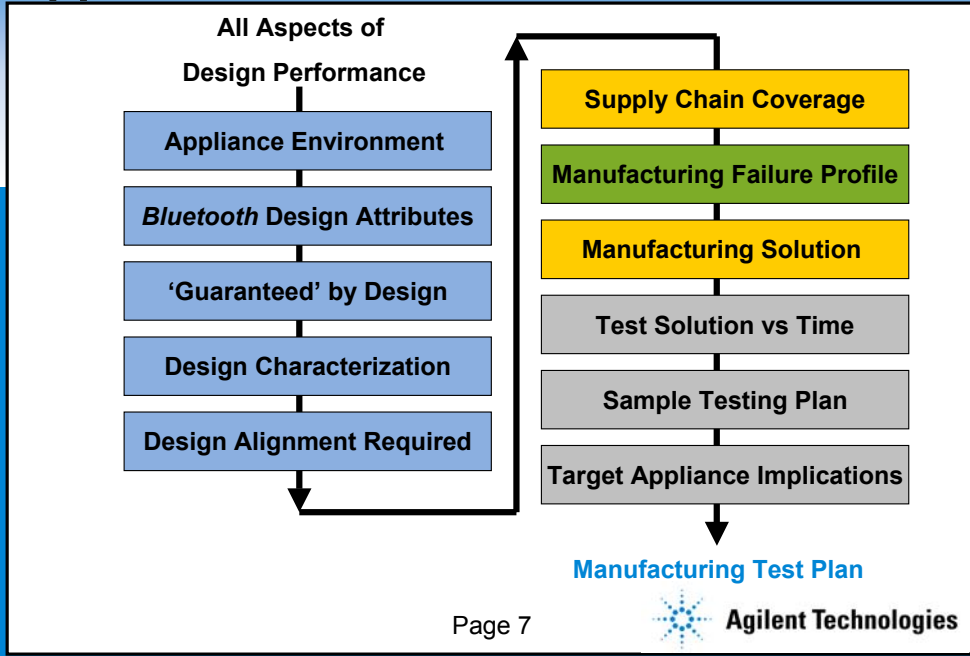 All Aspects of
Design Performance
Appliance Environment
Bluetooth Design Attributes
‘Guaranteed’ by Design
Design Characterization
Design Alignment Required
Supply Chain Coverage
Manufacturing Failure Profile
Manufacturing Solution
Test Solution vs Time
Sample Testing Plan
Target Appliance Implications
Manufacturing Test Plan
Page 7
Agilent Technologies